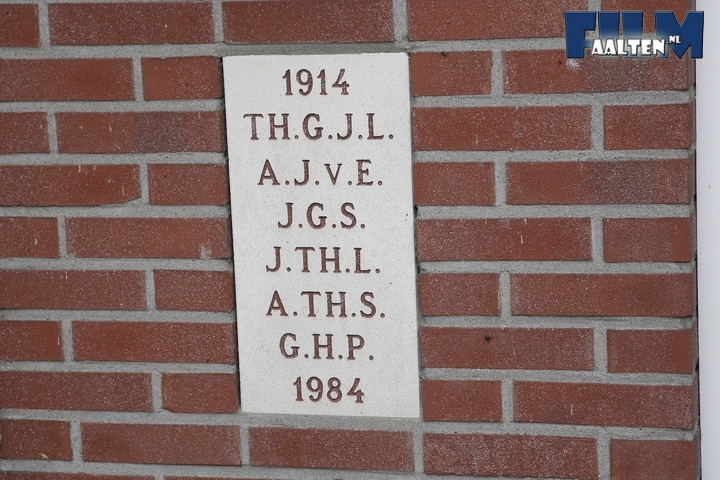 FILM
AALTEN.NL
1914
TH.G.J.L.
A.J.v.E.
J.G.S.
J.TH.L.
A.TH.S.
G.H.P.
1984